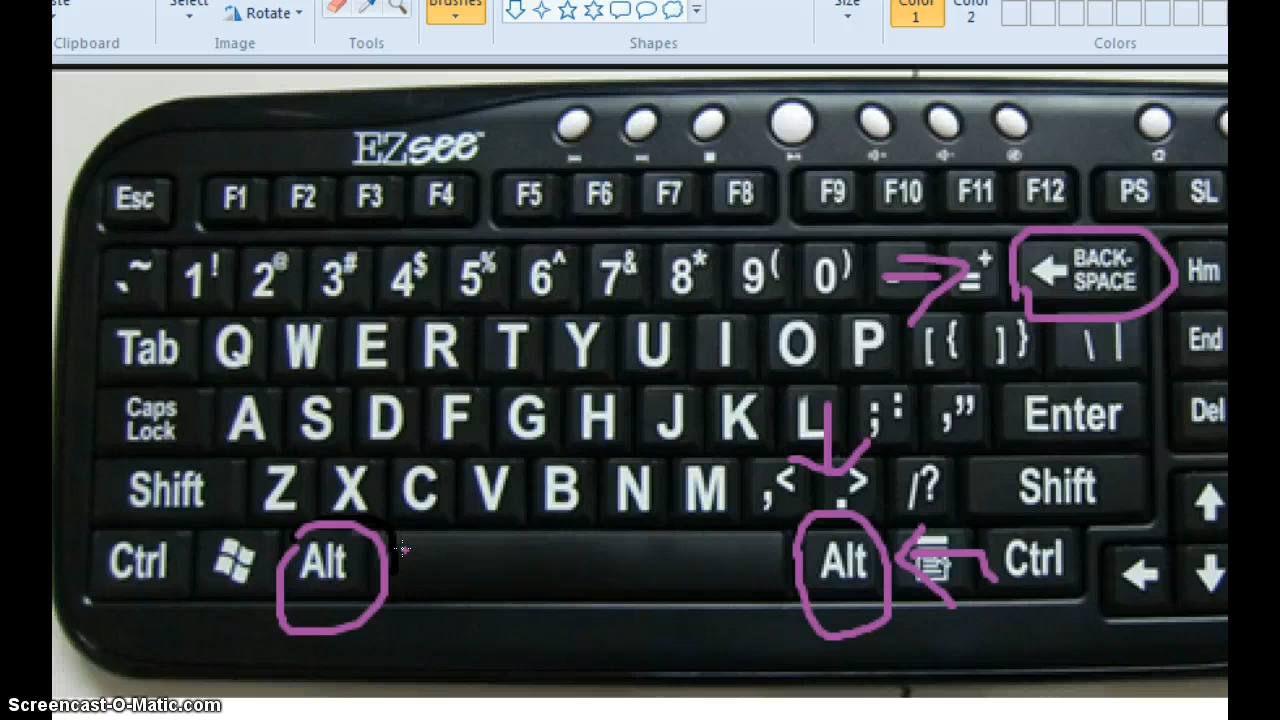 Paste Select Brushes Size Color Color
Rotate 1 2
Clipboard Image Tools Shapes Colors
EZsee
Esc F1 F2 F3 F4 F5 F6 F7 F8 F9 F10 F11 F12 PS SL
`~ 1! 2@ 3# 4$ 5% 6^ 7& 8* 9( 0) - =+ BACK- Hm
SPACE
Tab Q W E R T Y U I O P [{ ]} \| End
Caps A S D F G H J K L ;: '" Enter Del
Lock
Shift Z X C V B N M ,< .> /? Shift
Ctrl Alt Alt Ctrl
Screencast-O-Matic.com